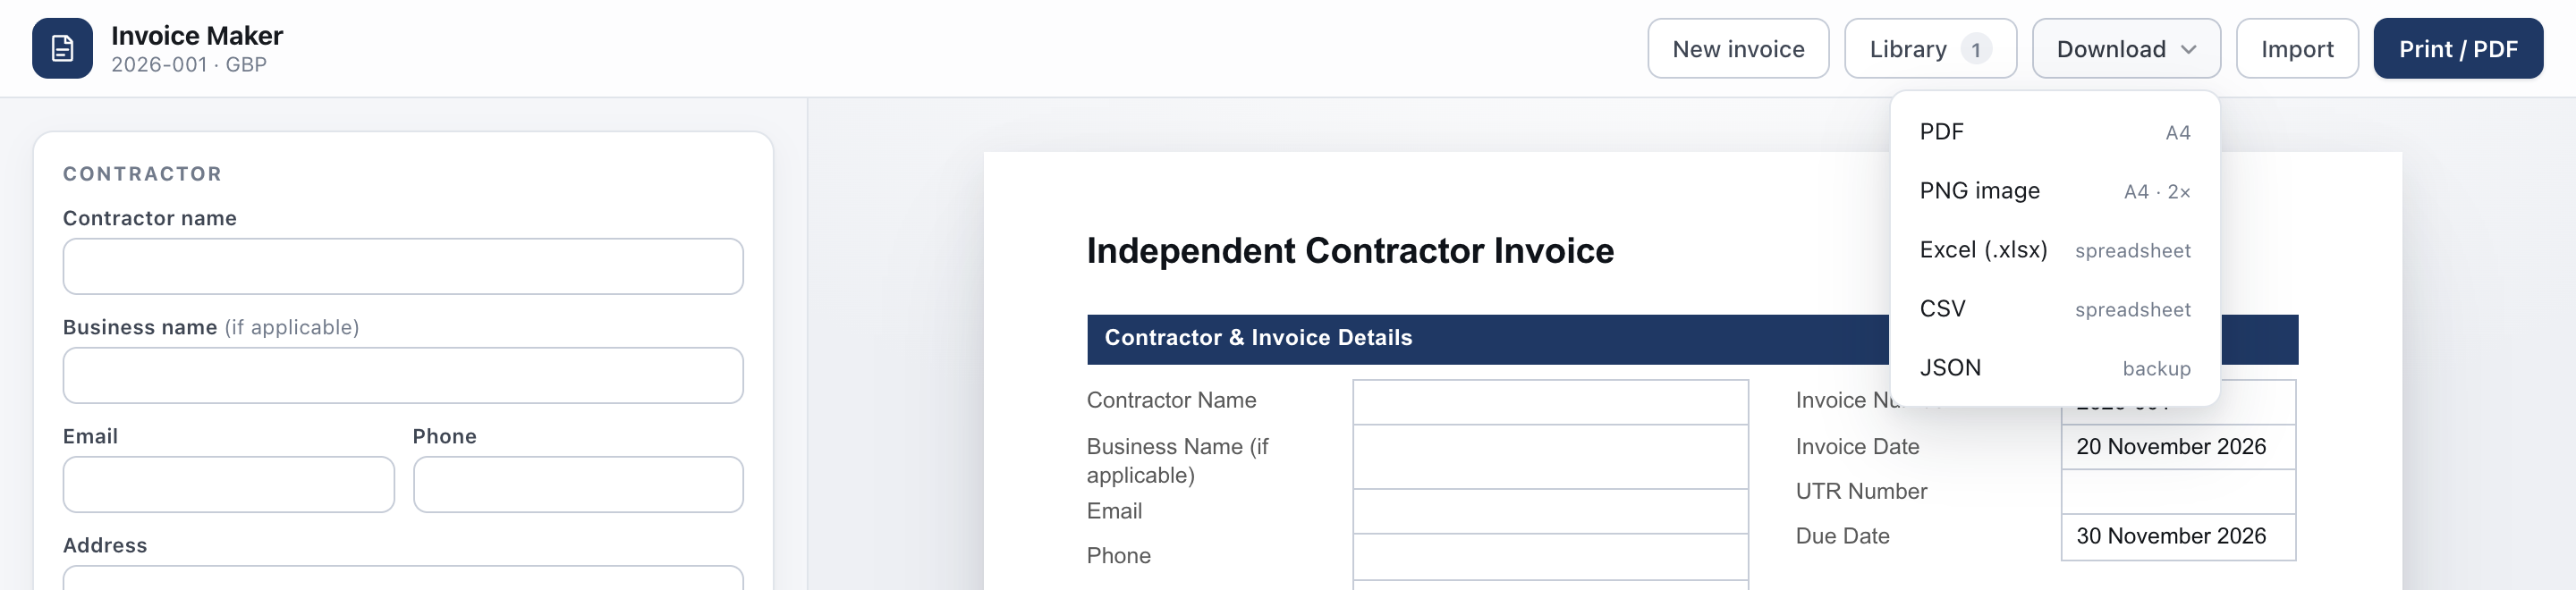 Invoice Maker
2026-001 · GBP
New invoice
Library 1
Download
Import
Print / PDF
PDF A4
PNG image A4 · 2×
Excel (.xlsx) spreadsheet
CSV spreadsheet
JSON backup
CONTRACTOR
Contractor name
Business name (if applicable)
Email Phone
Address
Independent Contractor Invoice
Contractor & Invoice Details
Contractor Name
Business Name (if
applicable)
Email
Phone
Invoice
Invoice Date 20 November 2026
UTR Number
Due Date 30 November 2026